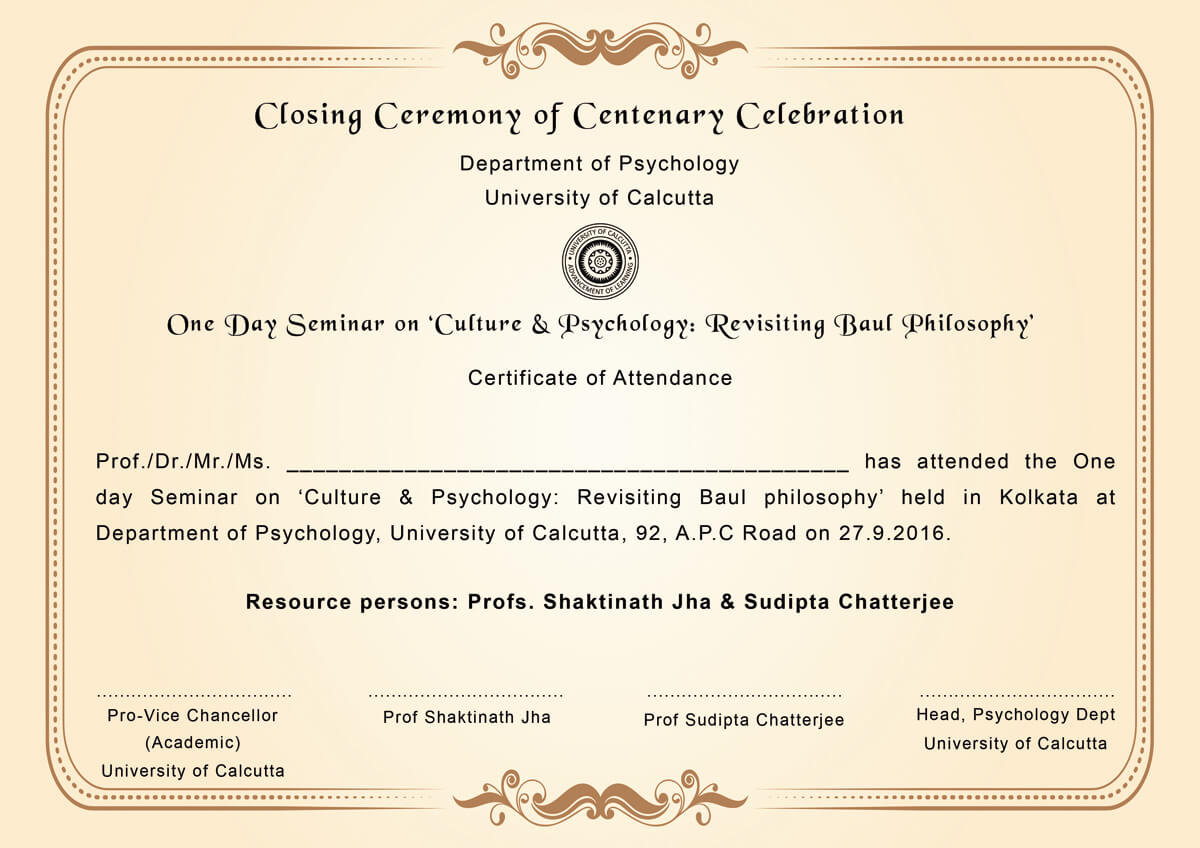 Closing Ceremony of Centenary Celebration
Department of Psychology
University of Calcutta
UNIVERSITY OF CALCUTTA
ADVANCEMENT OF LEARNING
One Day Seminar on ‘Culture & Psychology: Revisiting Baul Philosophy’
Certificate of Attendance
Prof./Dr./Mr./Ms. ____________________________________________ has attended the One
day Seminar on ‘Culture & Psychology: Revisiting Baul philosophy’ held in Kolkata at
Department of Psychology, University of Calcutta, 92, A.P.C Road on 27.9.2016.
Resource persons: Profs. Shaktinath Jha & Sudipta Chatterjee
Pro-Vice Chancellor
(Academic)
University of Calcutta
Prof Shaktinath Jha
Prof Sudipta Chatterjee
Head, Psychology Dept
University of Calcutta